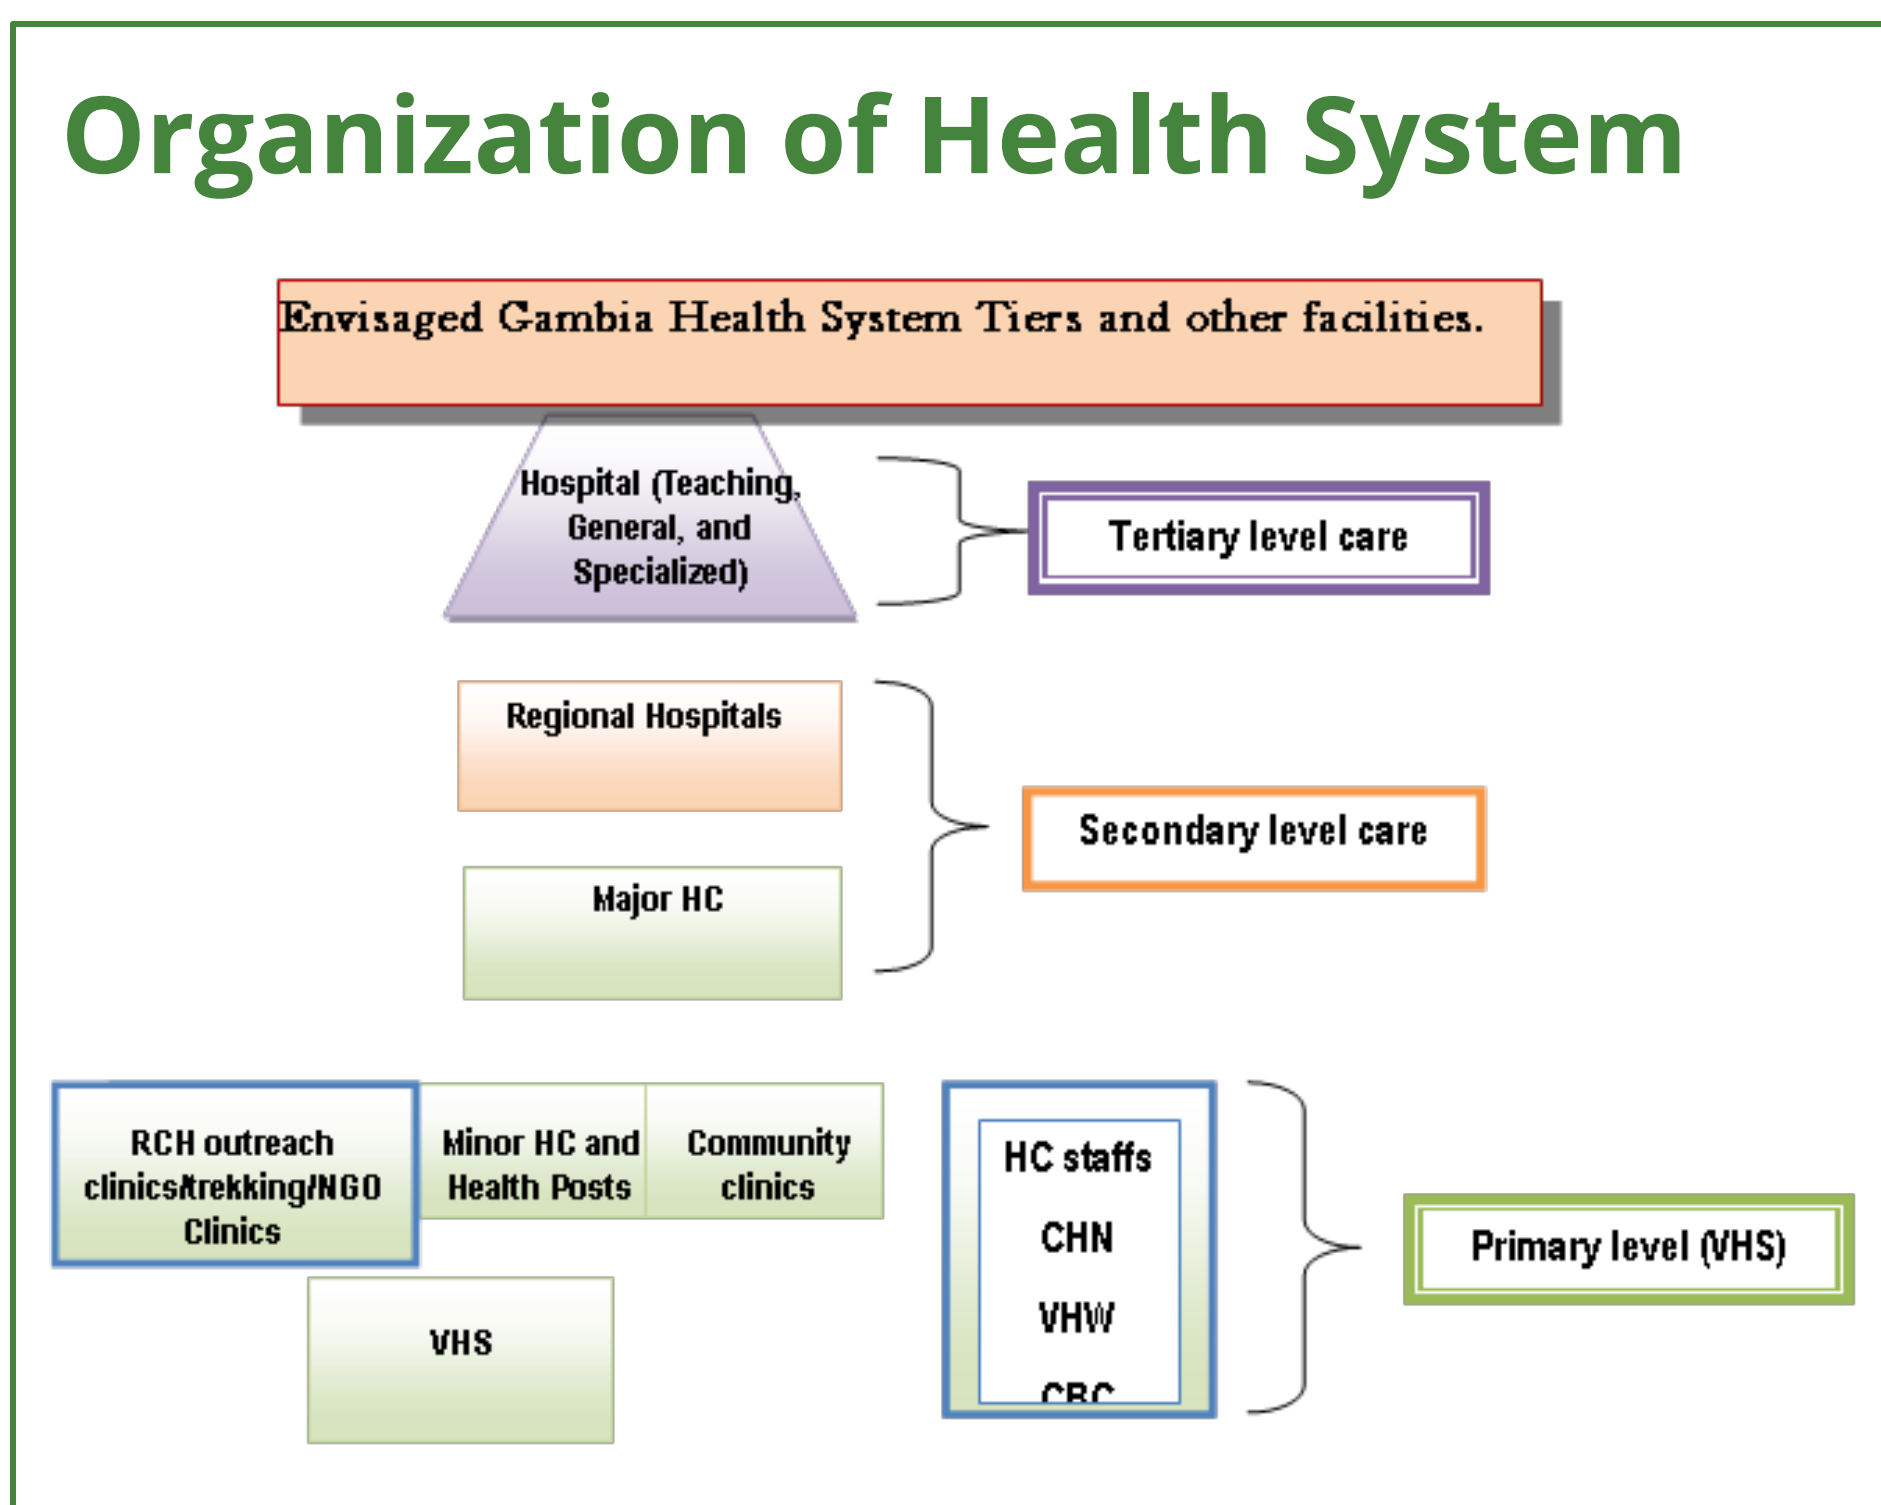 Organization of Health System
Envisaged Gambia Health System Tiers and other facilities.
Hospital (Teaching,
General, and
Specialized)
Tertiary level care
Regional Hospitals
Major HC
Secondary level care
RCH outreach
clinics/trekking/NGO
Clinics
Minor HC and
Health Posts
Community
clinics
VHS
HC staffs
CHN
VHW
CBC
Primary level (VHS)